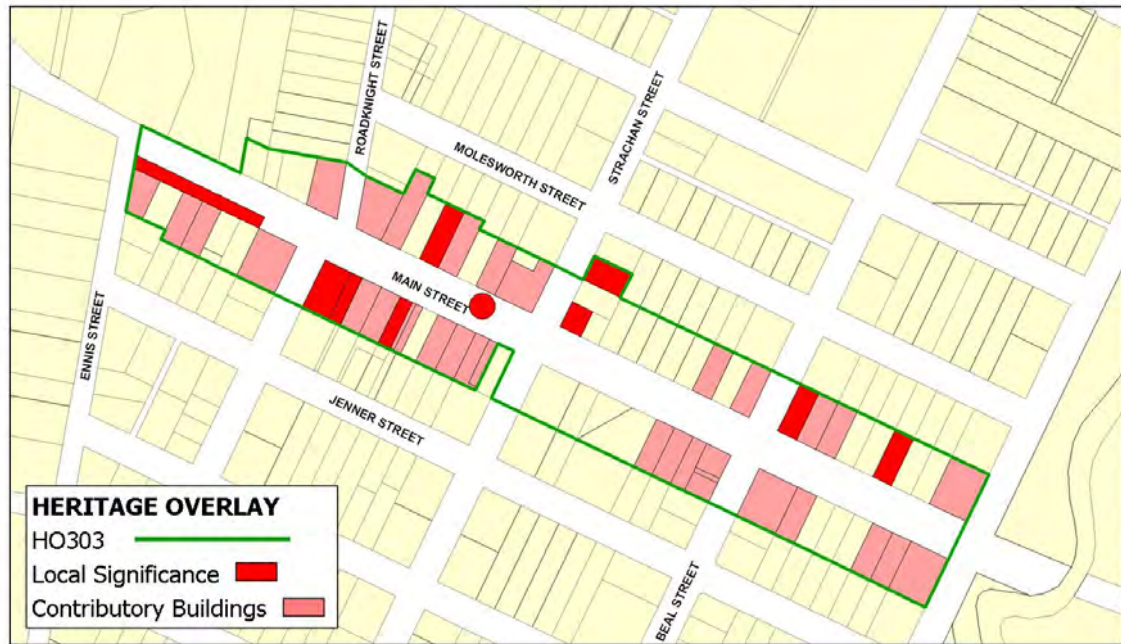 ROADKNIGHT STREET
STRACHAN STREET
MOLESWORTH STREET
MAIN STREET
ENNIS STREET
JENNER STREET
BEAL STREET
HERITAGE OVERLAY
HO303
Local Significance
Contributory Buildings